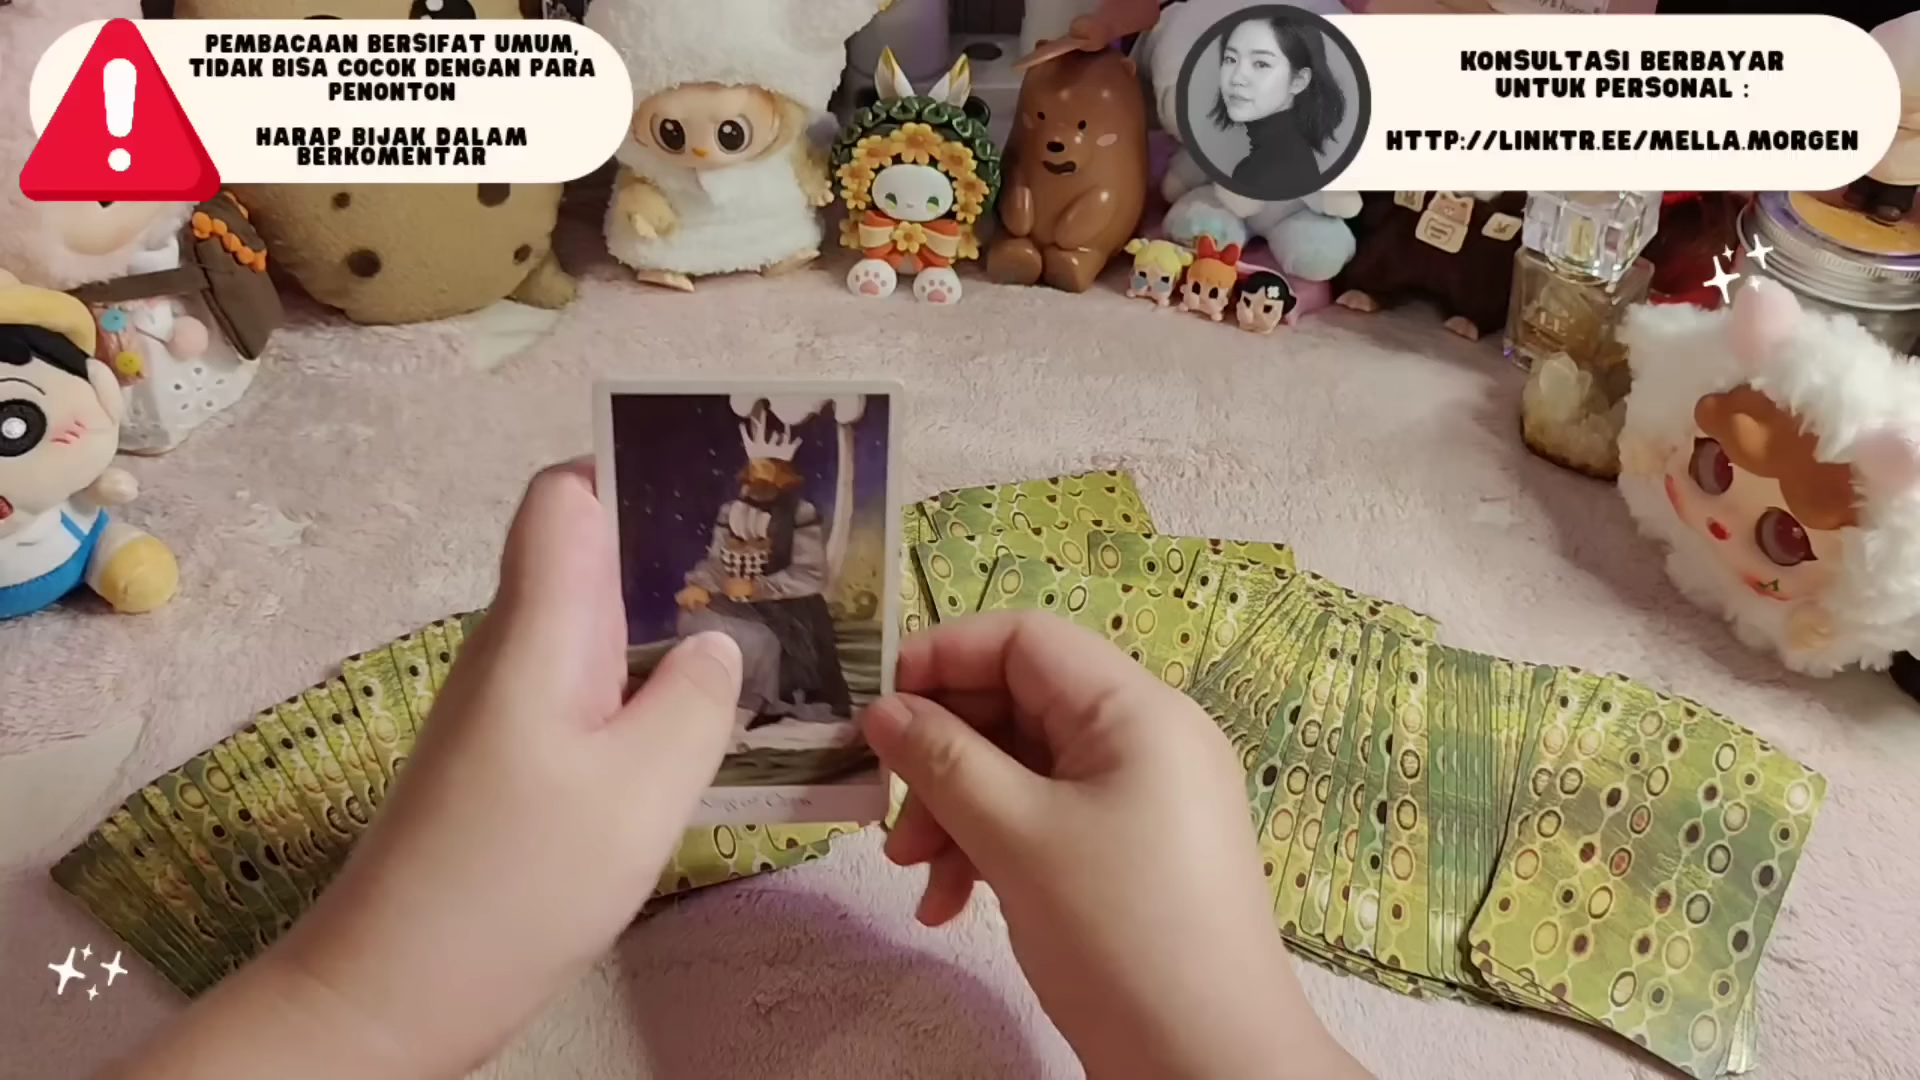 PEMBACAAN BERSIFAT UMUM,
TIDAK BISA COCOK DENGAN PARA
PENONTON
HARAP BIJAK DALAM
BERKOMENTAR
KONSULTASI BERBAYAR
UNTUK PERSONAL :
HTTP://LINKTR.EE/MELLA.MORGEN